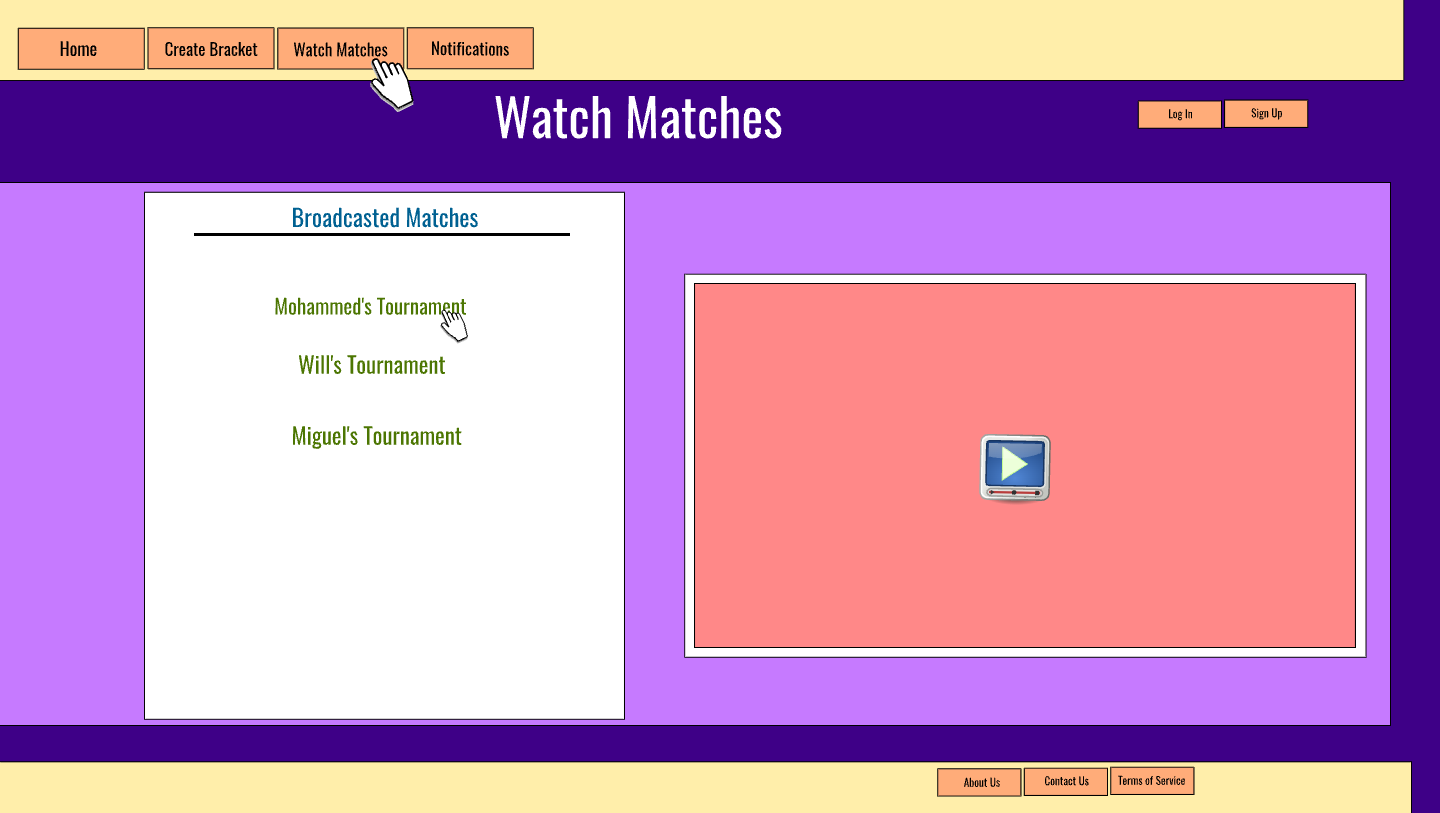 Home
Create Bracket
Watch Matches
Notifications
Watch Matches
Log In
Sign Up
Broadcasted Matches
Mohammed's Tournament
Will's Tournament
Miguel's Tournament
About Us
Contact Us
Terms of Service